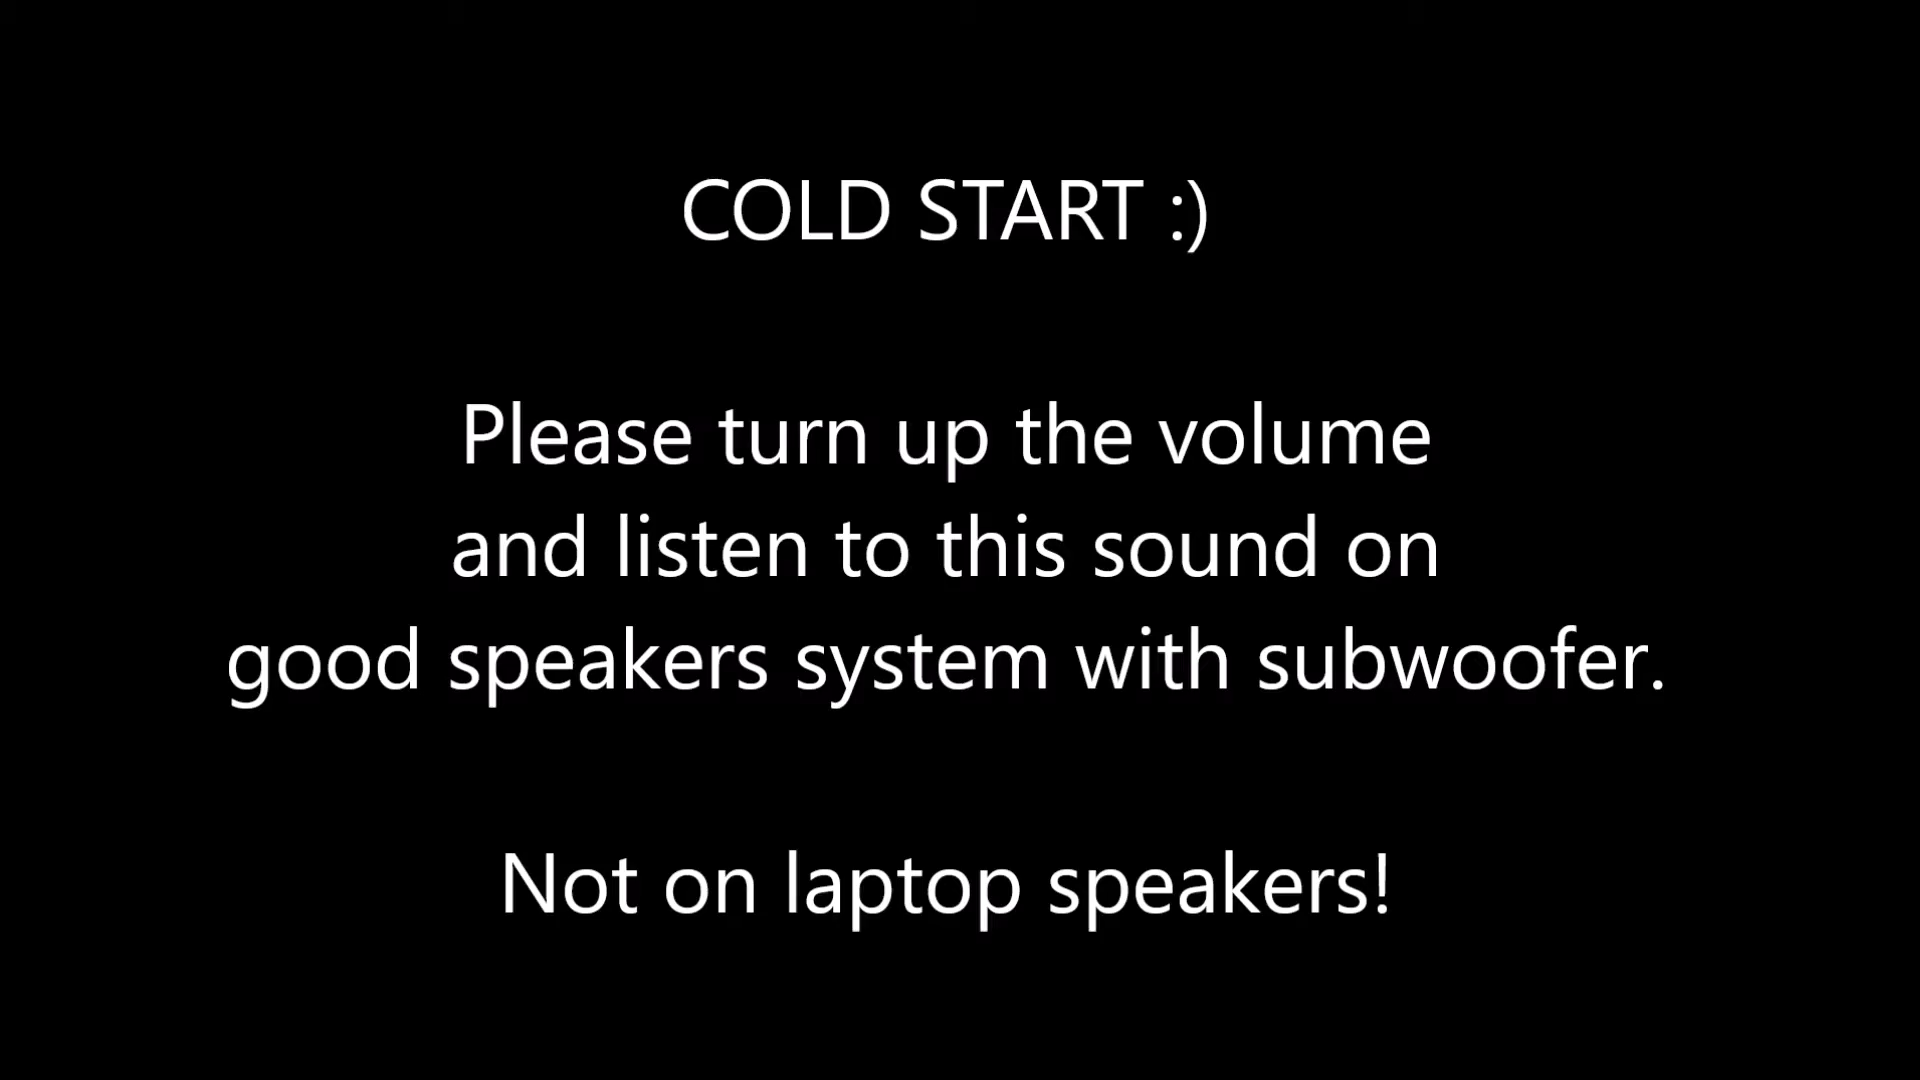 COLD START :)
Please turn up the volume
and listen to this sound on
good speakers system with subwoofer.
Not on laptop speakers!